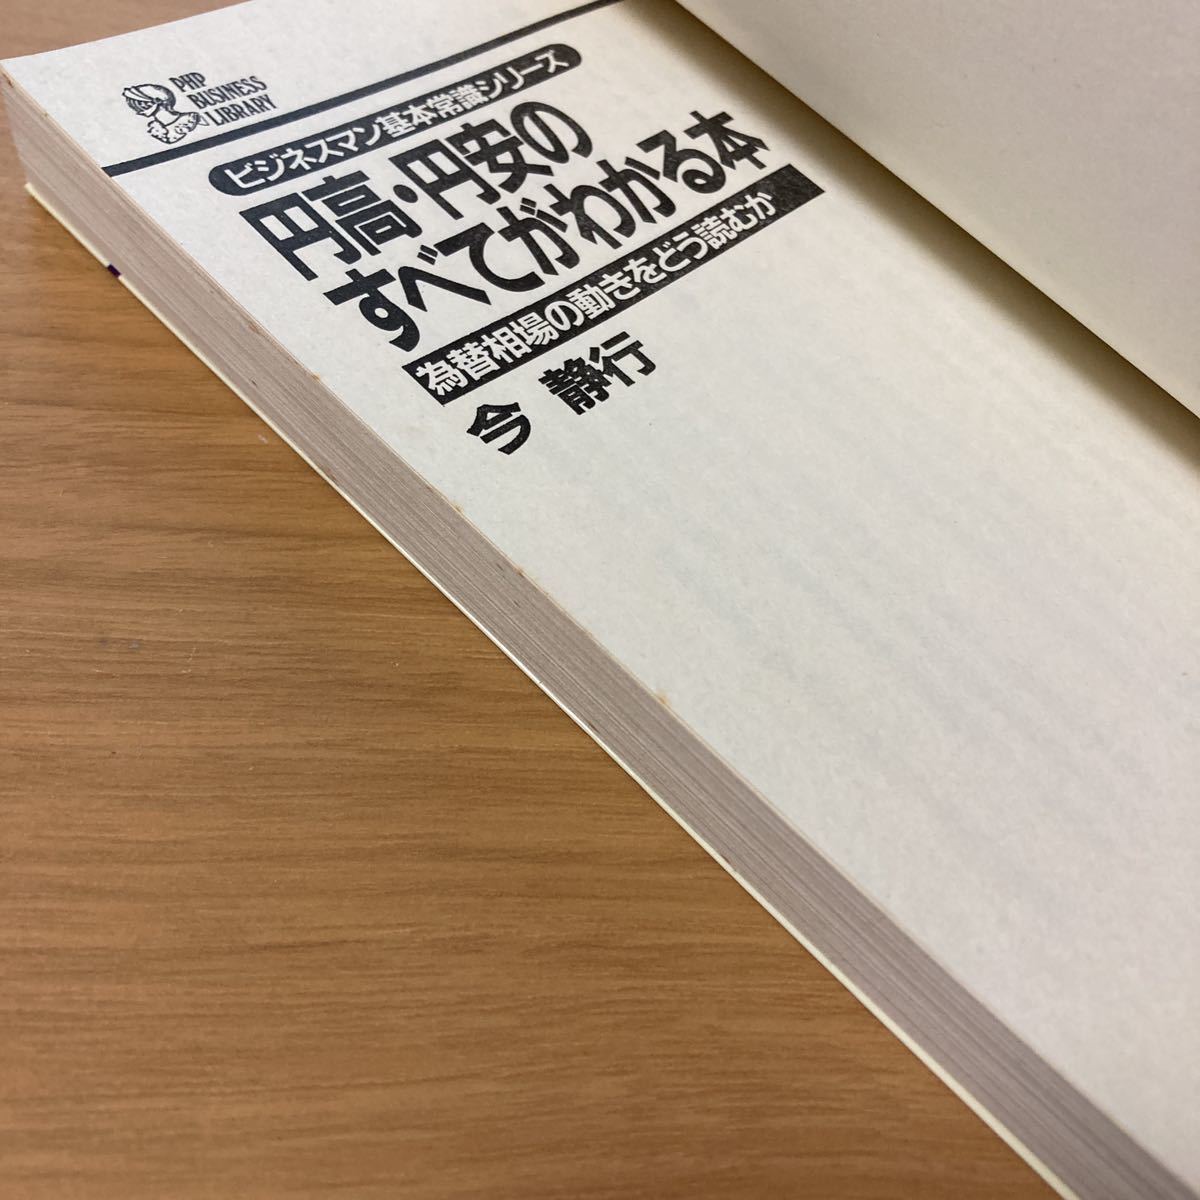 PHP
BUSINESS
LIBRARY
ビジネスマン基本常識シリーズ
円高・円安の
すべてがわかる本
為替相場の動きをどう読むか
今 静行